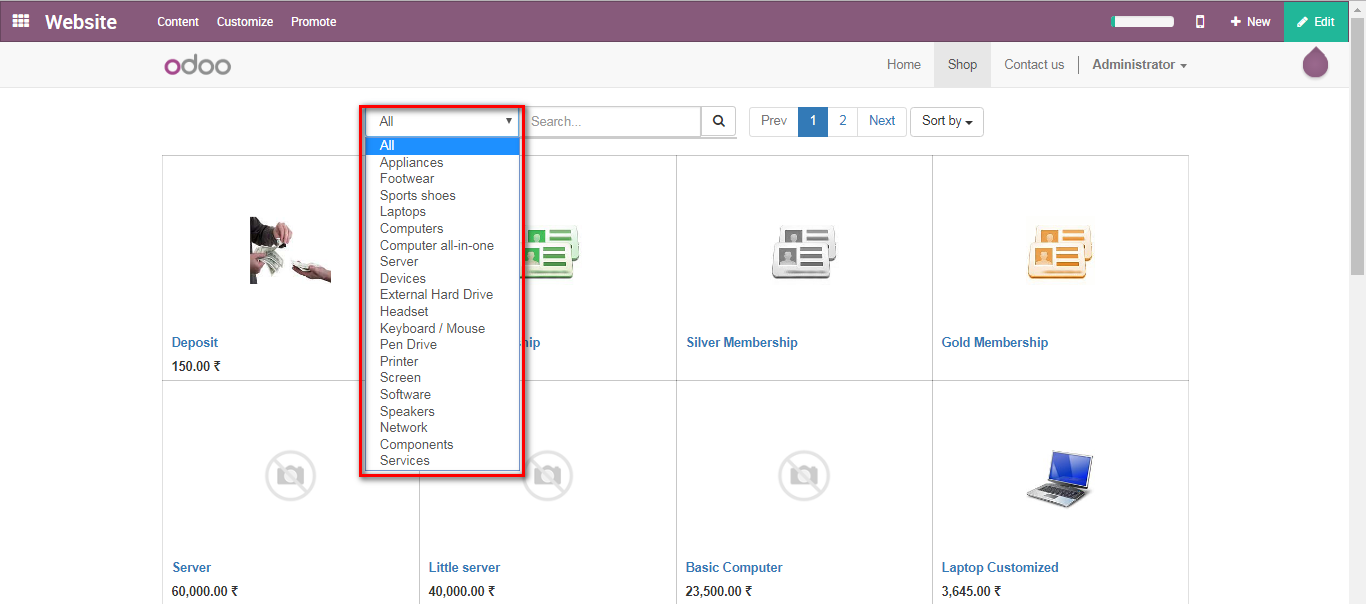 Website Content Customize Promote New Edit
odoo Home Shop Contact us Administrator
All Search... Prev 1 2 Next Sort by
All
Appliances
Footwear
Sports shoes
Laptops
Computers
Computer all-in-one
Server
Devices
External Hard Drive
Headset
Keyboard / Mouse
Pen Drive
Printer
Screen
Software
Speakers
Network
Components
Services
Deposit Silver Membership Gold Membership
150.00 ₹
Server Little server Basic Computer Laptop Customized
60,000.00 ₹ 40,000.00 ₹ 23,500.00 ₹ 3,645.00 ₹